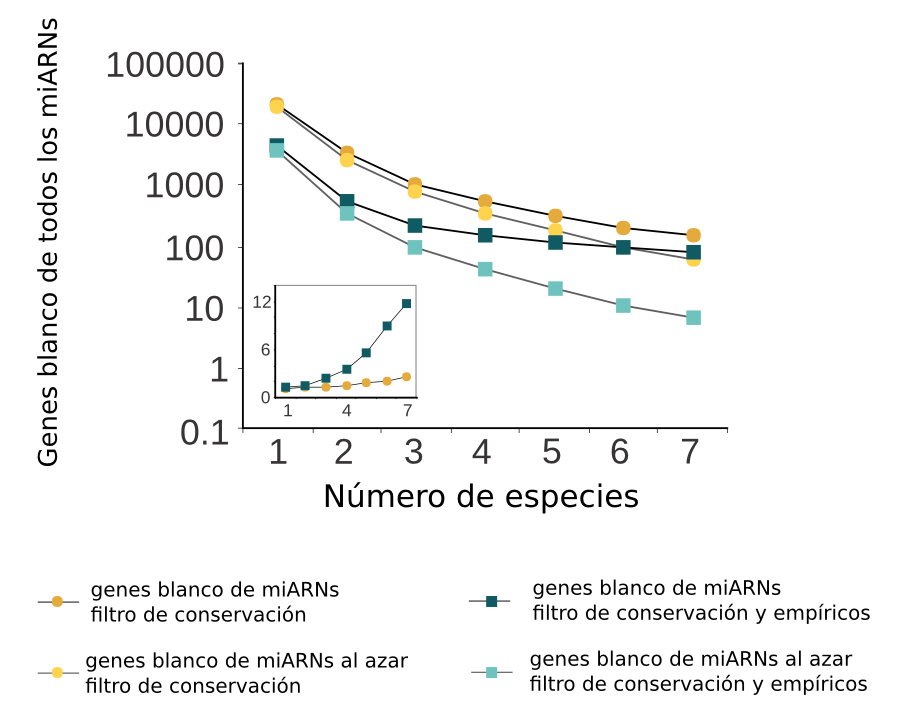 Genes blanco de todos los miARNs
100000
10000
1000
100
10
1
0.1
12
6
0
1 4 7
1 2 3 4 5 6 7
Número de especies
genes blanco de miARNs
filtro de conservación
genes blanco de miARNs al azar
filtro de conservación
genes blanco de miARNs
filtro de conservación y empíricos
genes blanco de miARNs al azar
filtro de conservación y empíricos